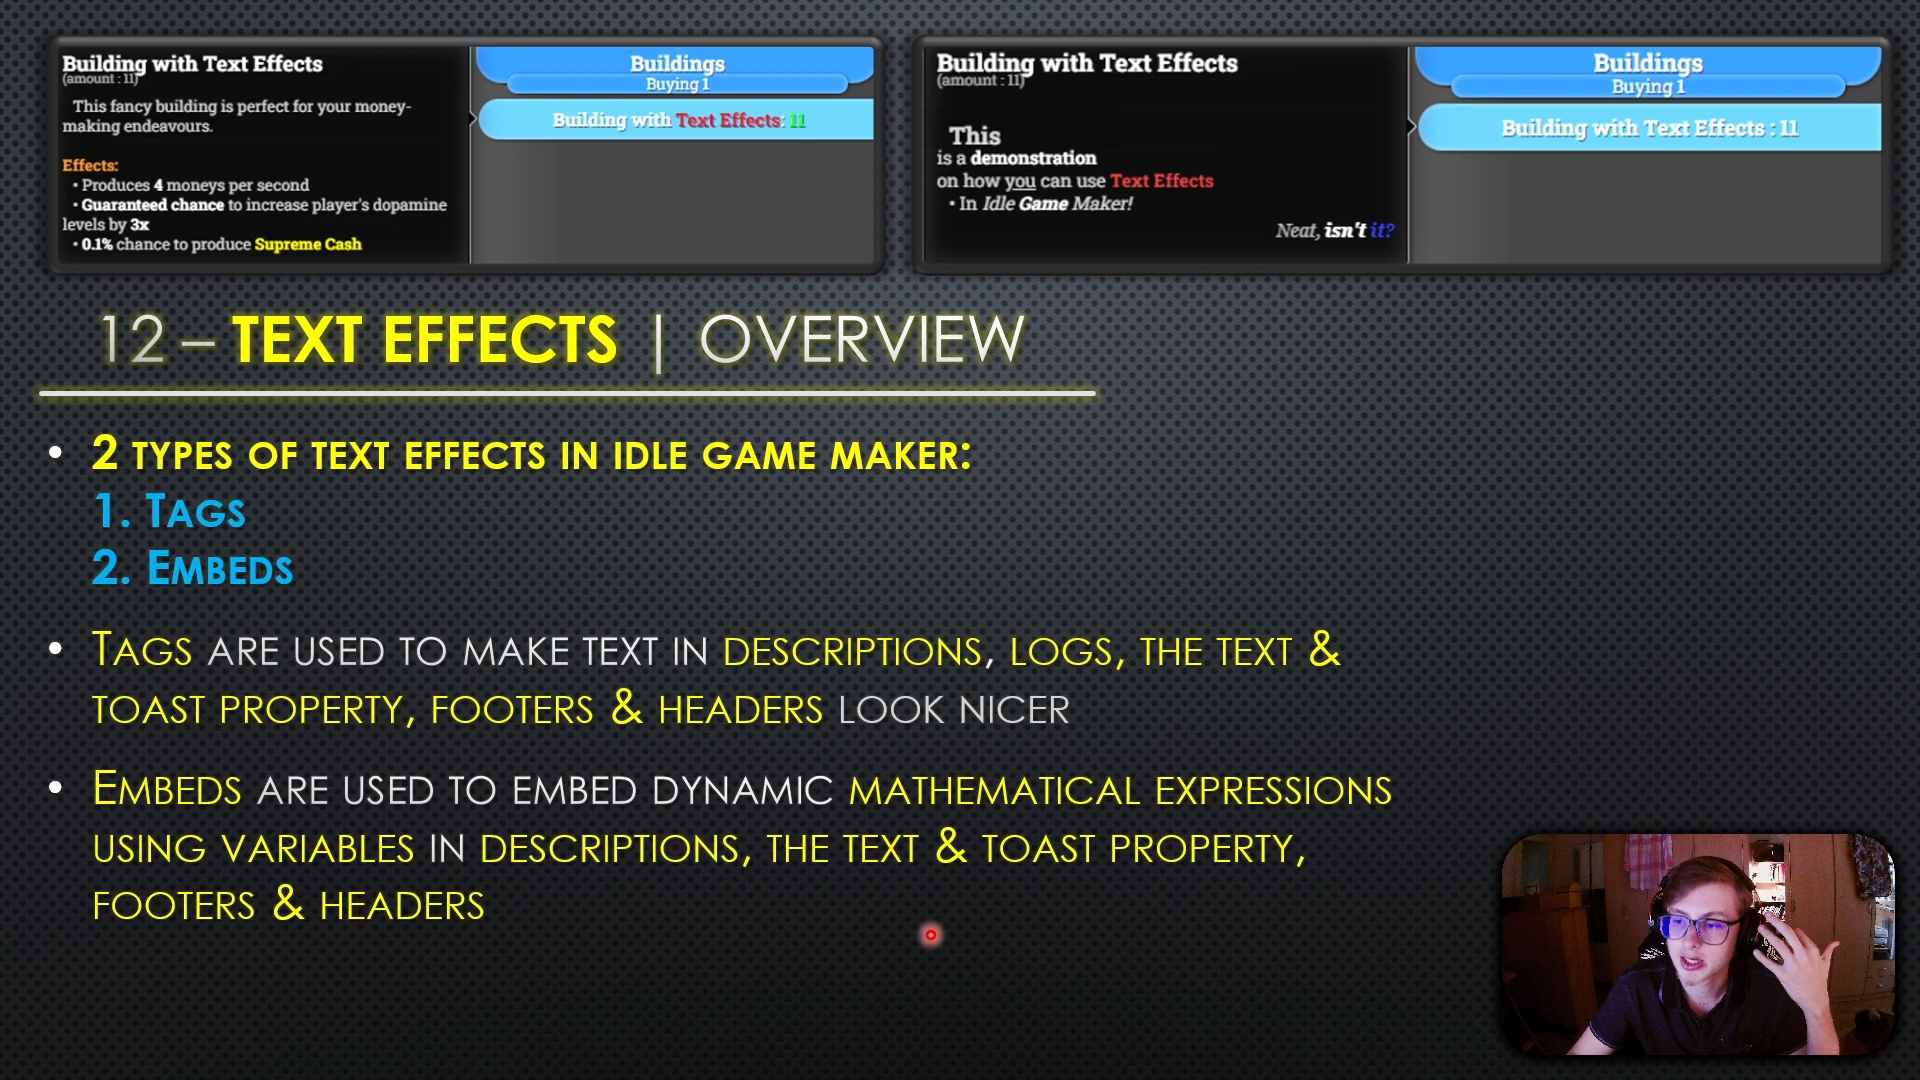 Building with Text Effects
(amount : 11)
This fancy building is perfect for your money-
making endeavours.
Effects:
• Produces 4 moneys per second
• Guaranteed chance to increase player's dopamine
levels by 3x
• 0.1% chance to produce Supreme Cash
Buildings
Buying 1
Building with Text Effects: 11
Building with Text Effects
(amount : 11)
This
is a demonstration
on how you can use Text Effects
• In Idle Game Maker!
Neat, isn't it?
Buildings
Buying 1
Building with Text Effects : 11
12 – TEXT EFFECTS | OVERVIEW
• 2 TYPES OF TEXT EFFECTS IN IDLE GAME MAKER:
1. TAGS
2. EMBEDS
• TAGS ARE USED TO MAKE TEXT IN DESCRIPTIONS, LOGS, THE TEXT &
TOAST PROPERTY, FOOTERS & HEADERS LOOK NICER
• EMBEDS ARE USED TO EMBED DYNAMIC MATHEMATICAL EXPRESSIONS
USING VARIABLES IN DESCRIPTIONS, THE TEXT & TOAST PROPERTY,
FOOTERS & HEADERS